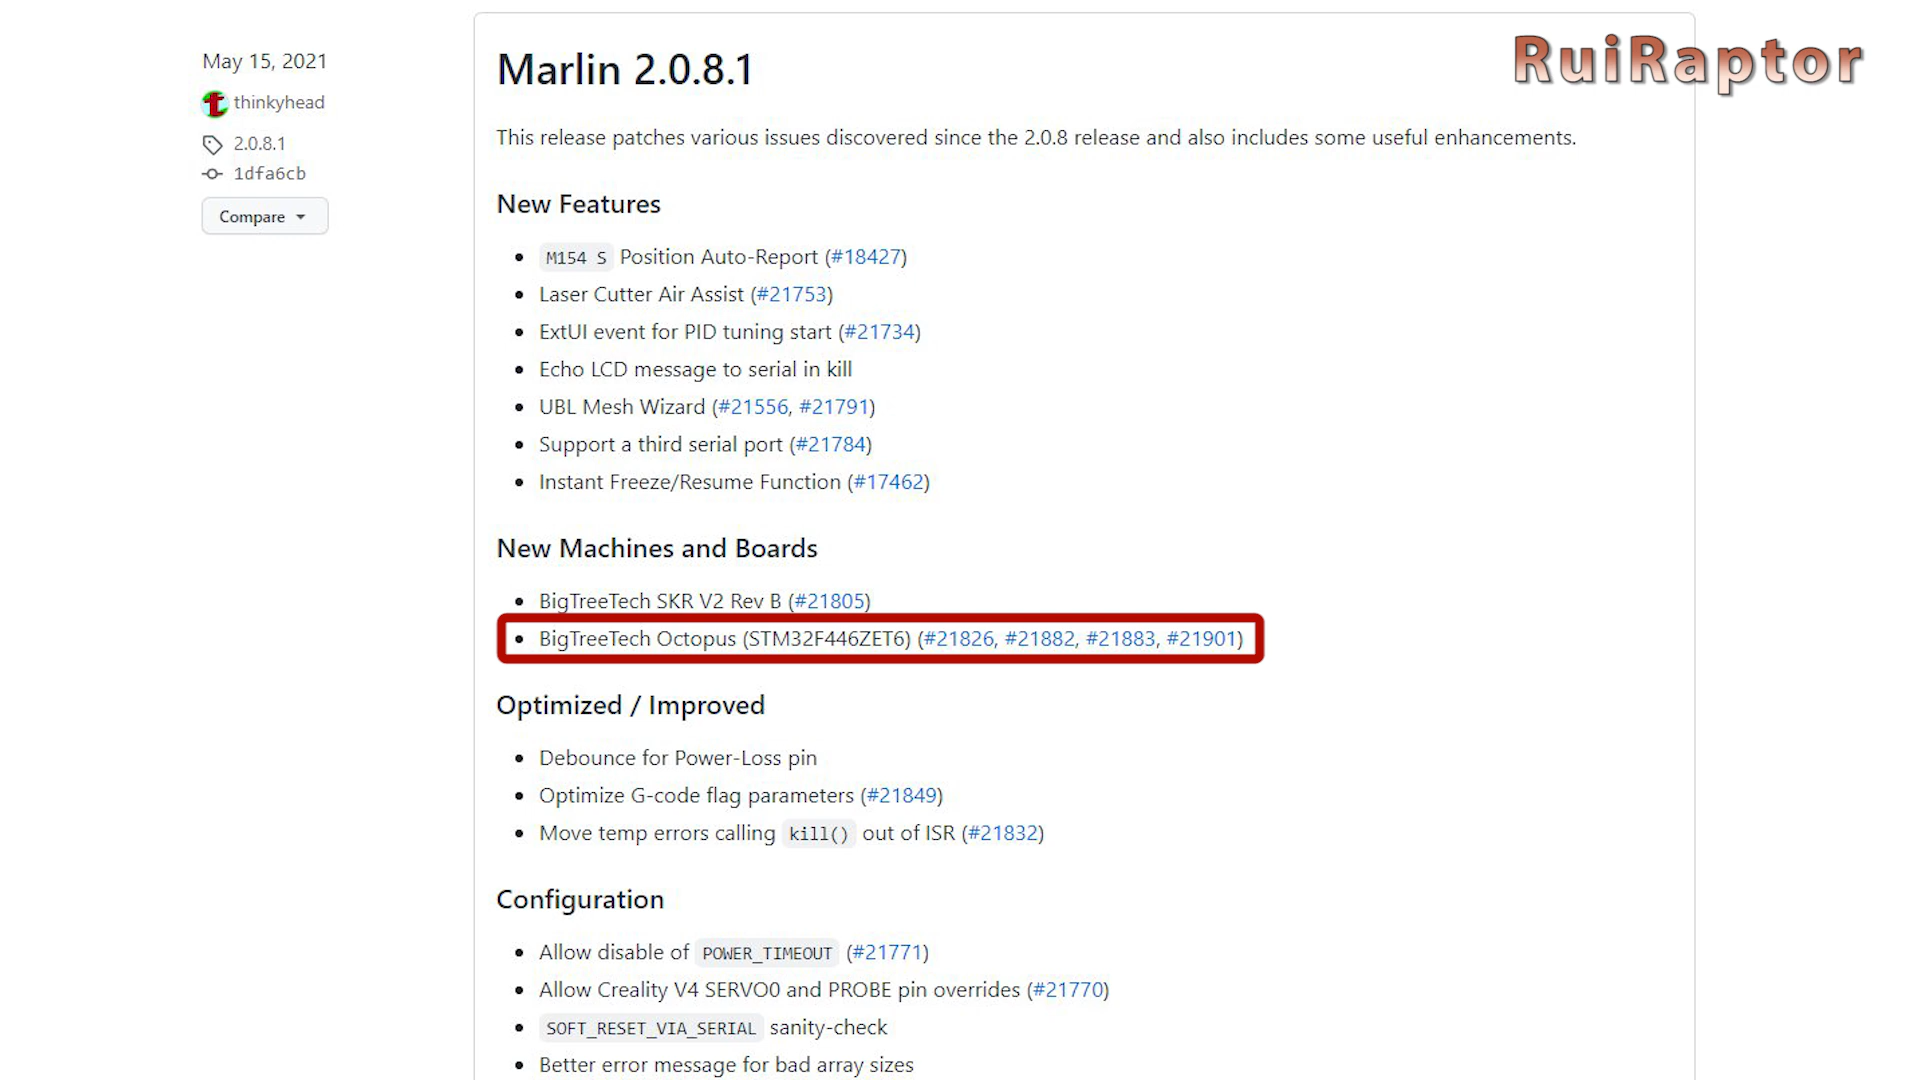 May 15, 2021
thinkyhead
2.0.8.1
1dfa6cb
Compare
RuiRaptor
Marlin 2.0.8.1
This release patches various issues discovered since the 2.0.8 release and also includes some useful enhancements.
New Features
M154 S Position Auto-Report (#18427)
Laser Cutter Air Assist (#21753)
ExtUI event for PID tuning start (#21734)
Echo LCD message to serial in kill
UBL Mesh Wizard (#21556, #21791)
Support a third serial port (#21784)
Instant Freeze/Resume Function (#17462)
New Machines and Boards
BigTreeTech SKR V2 Rev B (#21805)
BigTreeTech Octopus (STM32F446ZET6) (#21826, #21882, #21883, #21901)
Optimized / Improved
Debounce for Power-Loss pin
Optimize G-code flag parameters (#21849)
Move temp errors calling kill() out of ISR (#21832)
Configuration
Allow disable of POWER_TIMEOUT (#21771)
Allow Creality V4 SERVO0 and PROBE pin overrides (#21770)
SOFT_RESET_VIA_SERIAL sanity-check
Better error message for bad array sizes